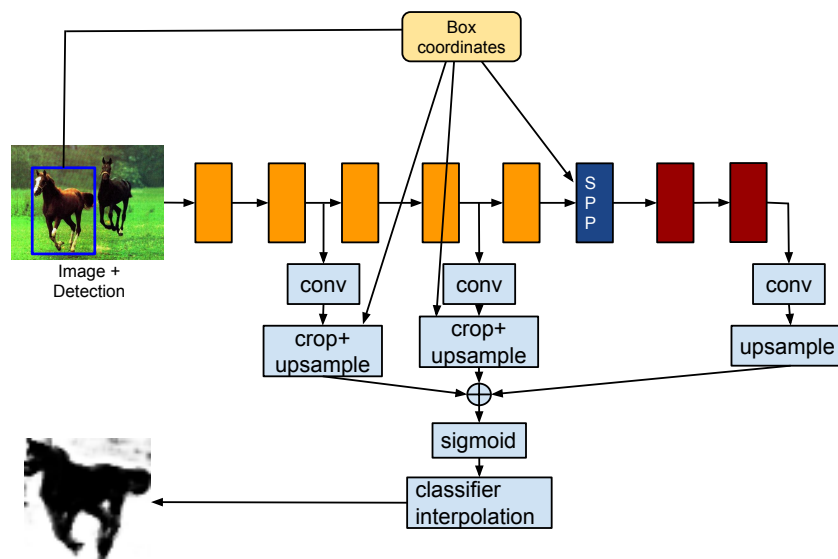 Box
coordinates
S
P
P
Image +
Detection
conv
conv
conv
crop+
upsample
crop+
upsample
upsample
sigmoid
classifier
interpolation